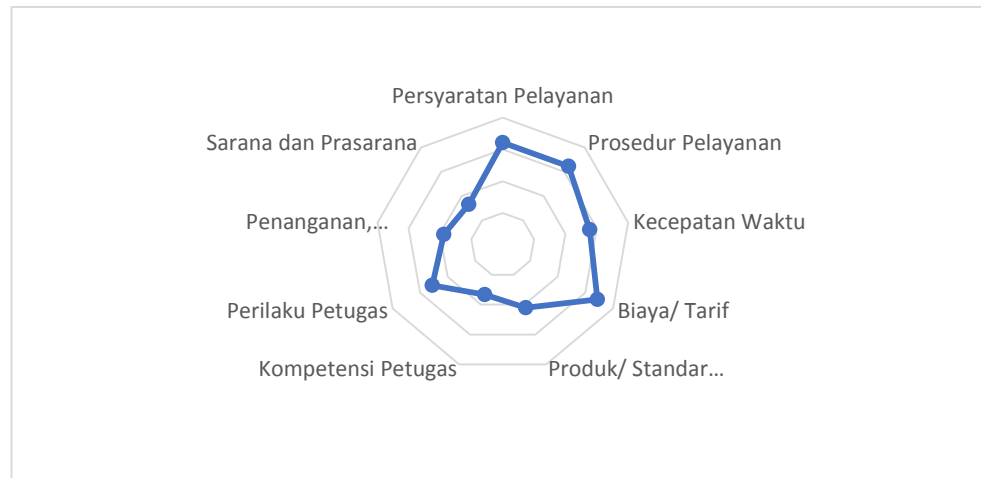 Persyaratan Pelayanan
Prosedur Pelayanan
Kecepatan Waktu
Biaya/ Tarif
Produk/ Standar...
Kompetensi Petugas
Perilaku Petugas
Penanganan,...
Sarana dan Prasarana